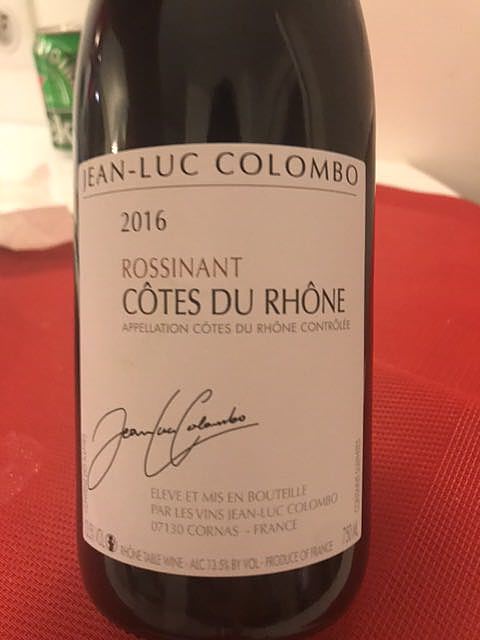 JEAN-LUC COLOMBO
2016
ROSSINANT
CÔTES DU RHÔNE
APPELLATION CÔTES DU RHÔNE CONTRÔLÉE
Jean-Luc Colombo
ELEVE ET MIS EN BOUTEILLE
PAR LES VINS JEAN-LUC COLOMBO
07130 CORNAS - FRANCE
RHÔNE TABLE WINE - ALC 13.5% BY VOL - PRODUCE OF FRANCE
750 ML
CONTAINS SULPHITES